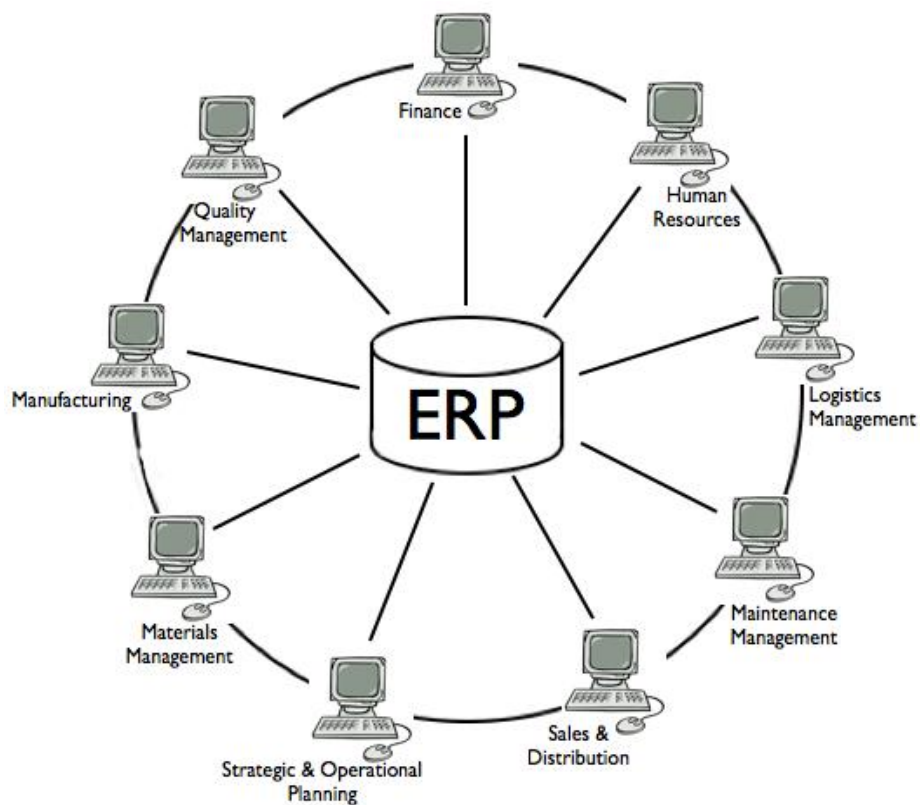 Finance
Human
Resources
Quality
Management
Logistics
Management
Manufacturing
ERP
Maintenance
Management
Materials
Management
Sales &
Distribution
Strategic & Operational
Planning